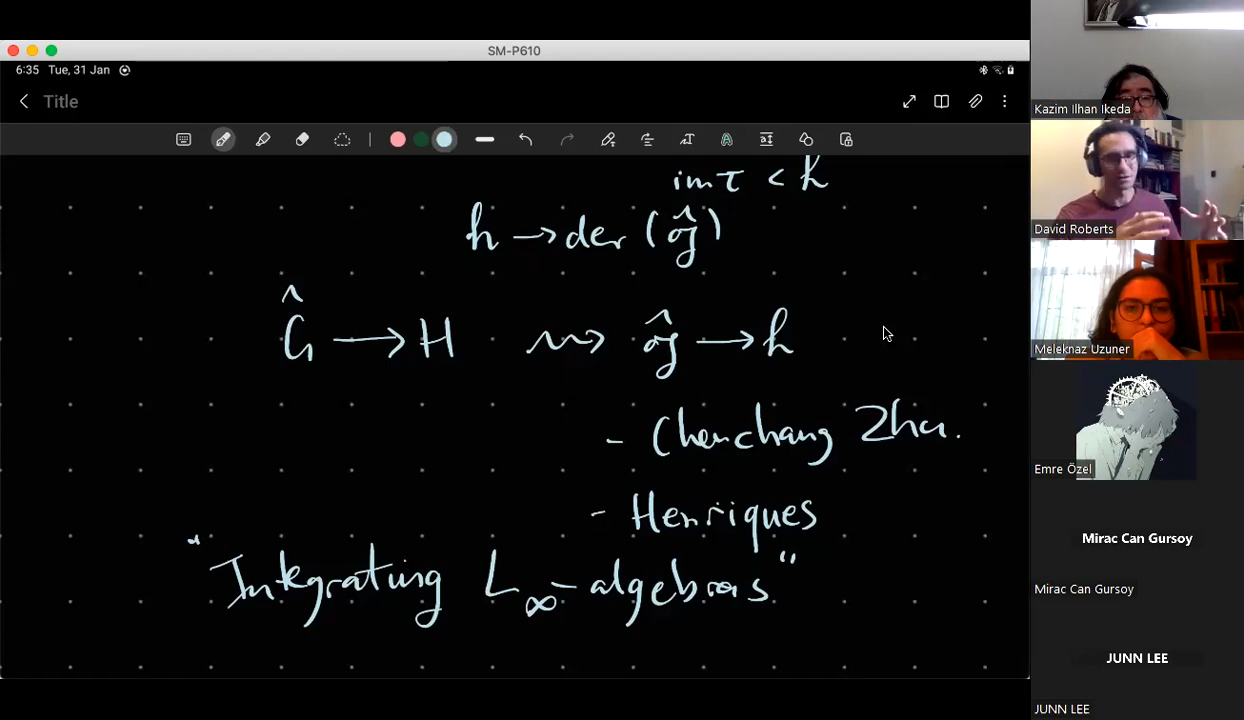 SM-P610
6:35 Tue, 31 Jan
Title
im τ < h
h → der (ĝ)
Ĝ → H ⇝ ĝ → h
- Chenchang Zhu.
- Henriques
"Integrating L∞-algebras"
Kazim Ilhan Ikeda
David Roberts
Meleknaz Uzuner
Emre Özel
Mirac Can Gursoy
Mirac Can Gursoy
JUNN LEE
JUNN LEE